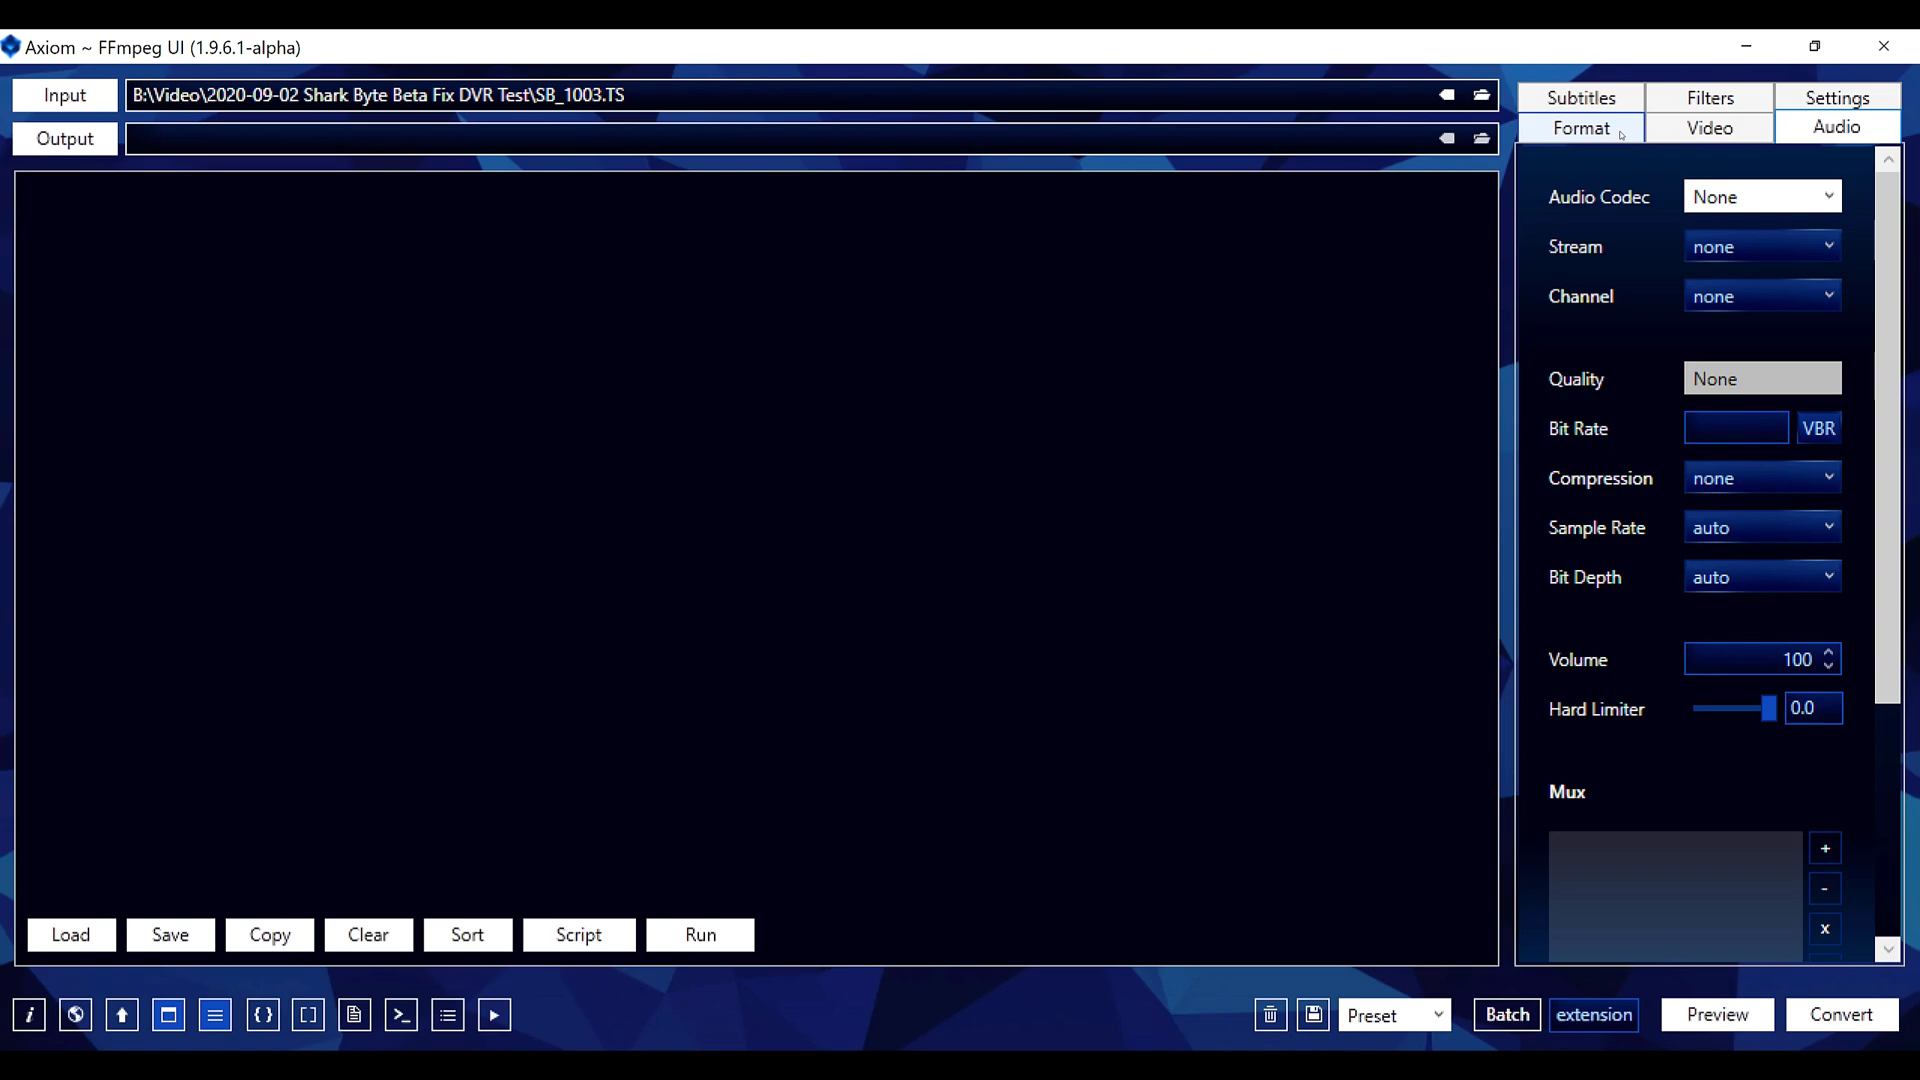 Axiom ~ FFmpeg UI (1.9.6.1-alpha)
Input
B:\Video\2020-09-02 Shark Byte Beta Fix DVR Test\SB_1003.TS
Output
Subtitles
Filters
Settings
Format
Video
Audio
Audio Codec
None
Stream
none
Channel
none
Quality
None
Bit Rate
VBR
Compression
none
Sample Rate
auto
Bit Depth
auto
Volume
100
Hard Limiter
0.0
Mux
+
-
x
Load
Save
Copy
Clear
Sort
Script
Run
Preset
Batch
extension
Preview
Convert